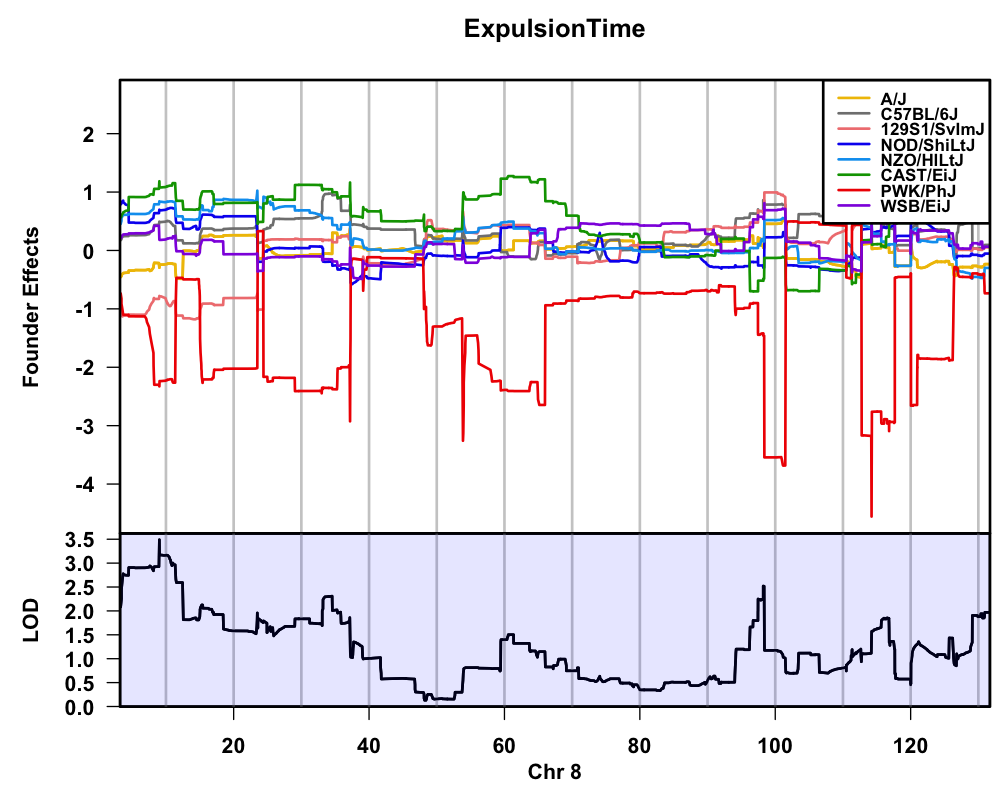 ExpulsionTime
A/J
C57BL/6J
129S1/SvImJ
NOD/ShiLtJ
NZO/HILtJ
CAST/EiJ
PWK/PhJ
WSB/EiJ
Founder Effects
2
1
0
-1
-2
-3
-4
LOD
3.5
3.0
2.5
2.0
1.5
1.0
0.5
0.0
20 40 60 80 100 120
Chr 8